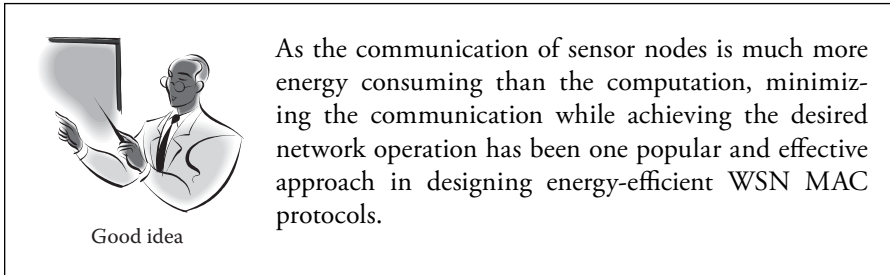 As the communication of sensor nodes is much more
energy consuming than the computation, minimiz-
ing the communication while achieving the desired
network operation has been one popular and effective
approach in designing energy-efficient WSN MAC
protocols.
Good idea